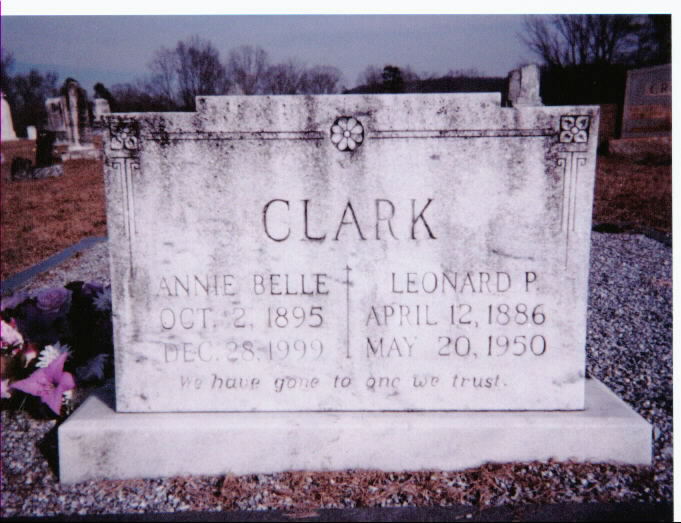 CLARK
ANNIE BELLE
OCT. 2, 1895
DEC. 28, 1999
LEONARD P.
APRIL 12, 1886
MAY 20, 1950
We have gone to one we trust.